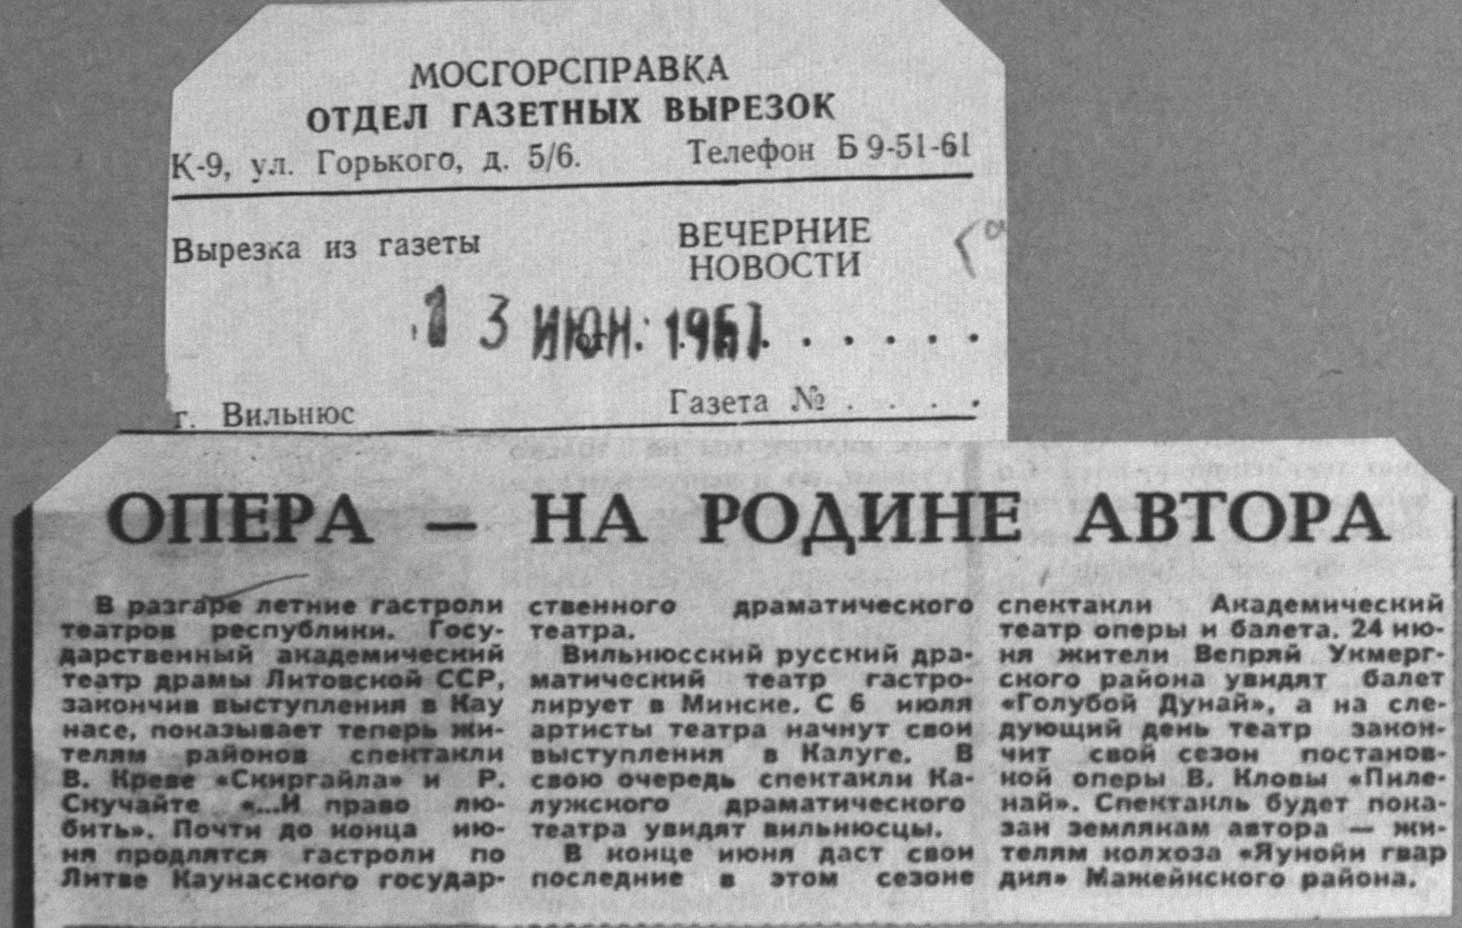 МОСГОРСПРАВКА
ОТДЕЛ ГАЗЕТНЫХ ВЫРЕЗОК
К-9, ул. Горького, д. 5/6. Телефон Б 9-51-61
Вырезка из газеты ВЕЧЕРНИЕ
НОВОСТИ
13 ИЮН. 1967 . . . . . .
г. Вильнюс Газета № . . . .
ОПЕРА — НА РОДИНЕ АВТОРА
В разгаре летние гастроли
театров республики. Госу-
дарственный академический
театр драмы Литовской ССР,
закончив выступления в Кау
насе, показывает теперь жи-
телям районов спектакли
В. Креве «Скиргайла» и Р.
Скучайте «...И право лю-
бить». Почти до конца ию-
ня продлятся гастроли по
Литве Каунасского государ-
ственного драматического
театра.
Вильнюсский русский дра-
матический театр гастро-
лирует в Минске. С 6 июля
артисты театра начнут свои
выступления в Калуге. В
свою очередь спектакли Ка-
лужского драматического
театра увидят вильнюсцы.
В конце июня даст свои
последние в этом сезоне
спектакли Академический
театр оперы и балета. 24 ию-
ня жители Вепряй Укмерг-
ского района увидят балет
«Голубой Дунай», а на сле-
дующий день театр закон-
чит свой сезон постанов-
кой оперы В. Кловы «Пиле-
най». Спектакль будет пока-
зан землякам автора — жи-
телям колхоза «Яунойи гвар
дия» Мажейкского района.